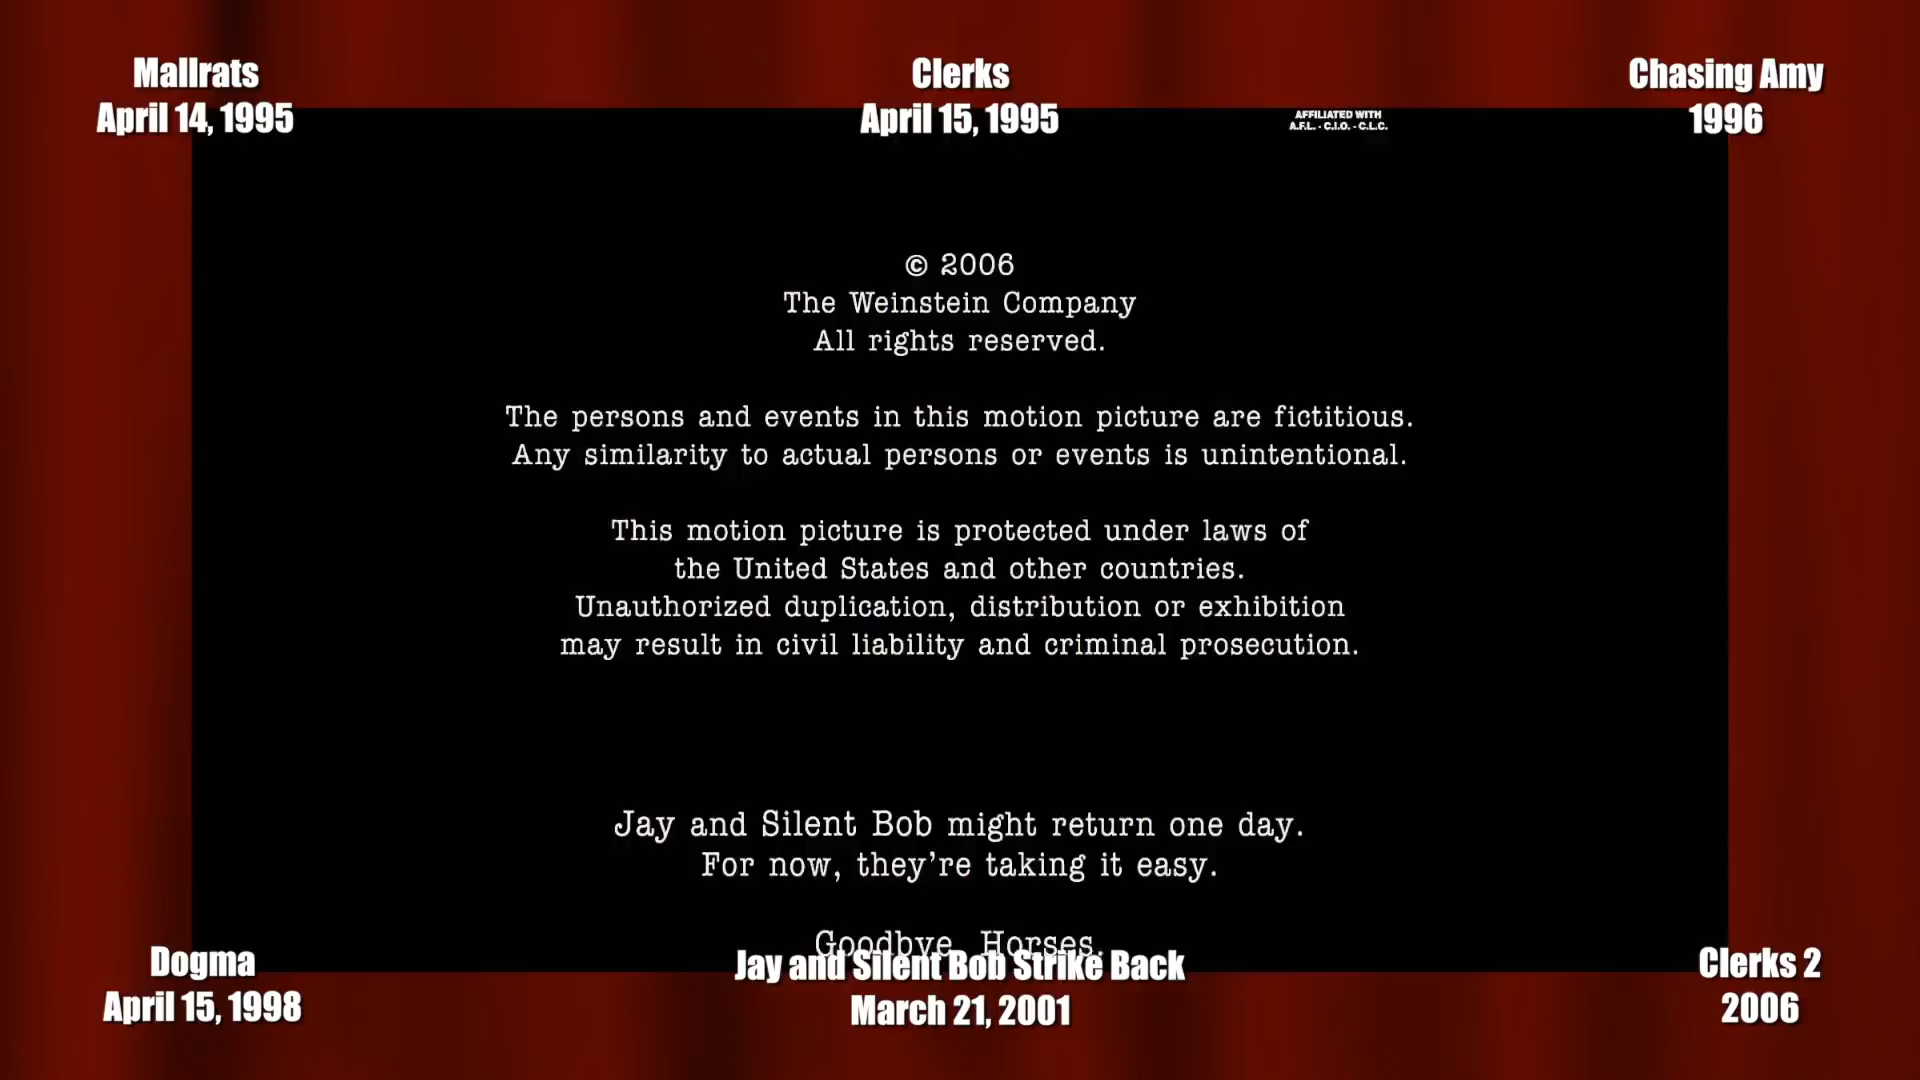 Mallrats
April 14, 1995
Clerks
April 15, 1995
Chasing Amy
1996
AFFILIATED WITH
A.F.L. - C.I.O. - C.L.C.
© 2006
The Weinstein Company
All rights reserved.
The persons and events in this motion picture are fictitious.
Any similarity to actual persons or events is unintentional.
This motion picture is protected under laws of
the United States and other countries.
Unauthorized duplication, distribution or exhibition
may result in civil liability and criminal prosecution.
Jay and Silent Bob might return one day.
For now, they're taking it easy.
Goodbye, Horses.
Dogma
April 15, 1998
Jay and Silent Bob Strike Back
March 21, 2001
Clerks 2
2006